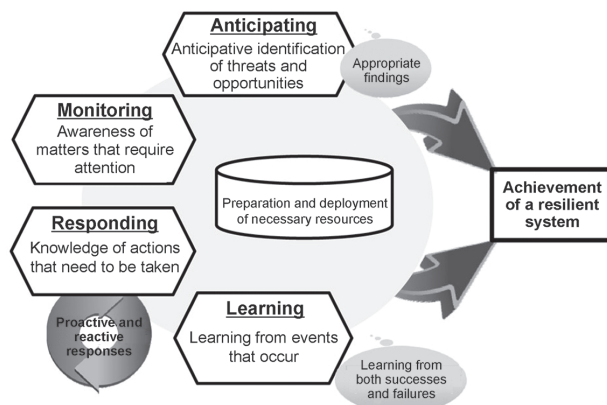 Anticipating
Anticipative identification
of threats and
opportunities
Appropriate
findings
Monitoring
Awareness of
matters that require
attention
Preparation and deployment
of necessary resources
Achievement
of a resilient
system
Responding
Knowledge of actions
that need to be taken
Proactive and
reactive
responses
Learning
Learning from events
that occur
Learning from
both successes
and failures